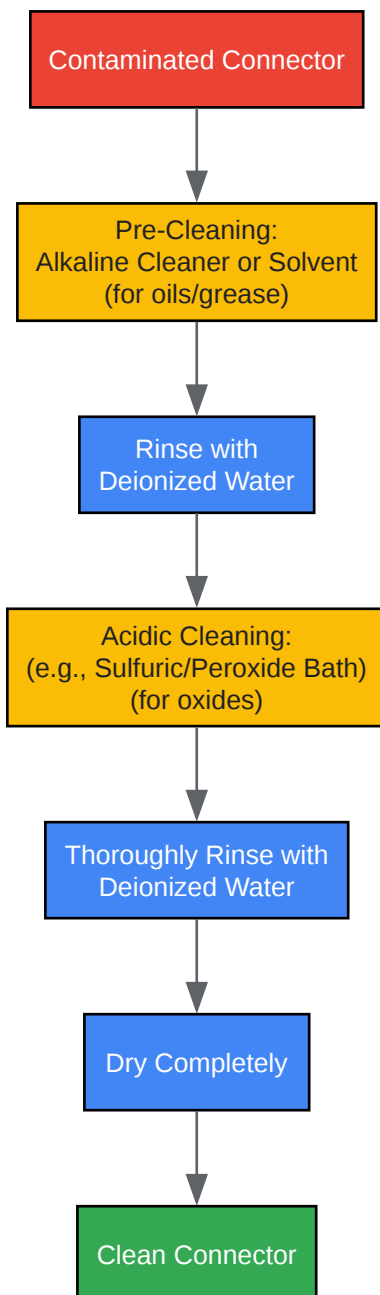 Contaminated Connector
Pre-Cleaning:
Alkaline Cleaner or Solvent
(for oils/grease)
Rinse with
Deionized Water
Acidic Cleaning:
(e.g., Sulfuric/Peroxide Bath)
(for oxides)
Thoroughly Rinse with
Deionized Water
Dry Completely
Clean Connector